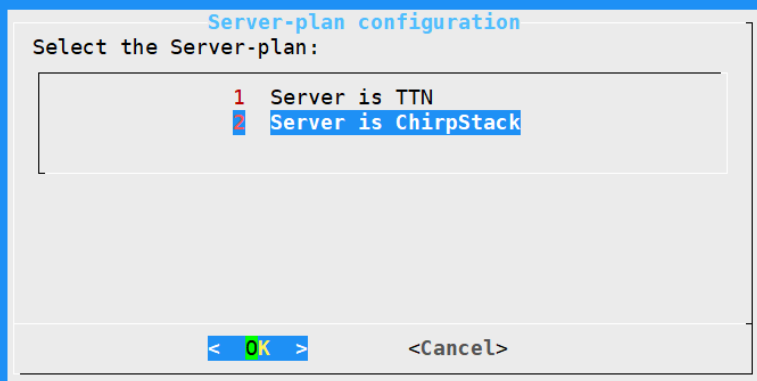 Server-plan configuration
Select the Server-plan:
1 Server is TTN
2 Server is ChirpStack
< OK > <Cancel>